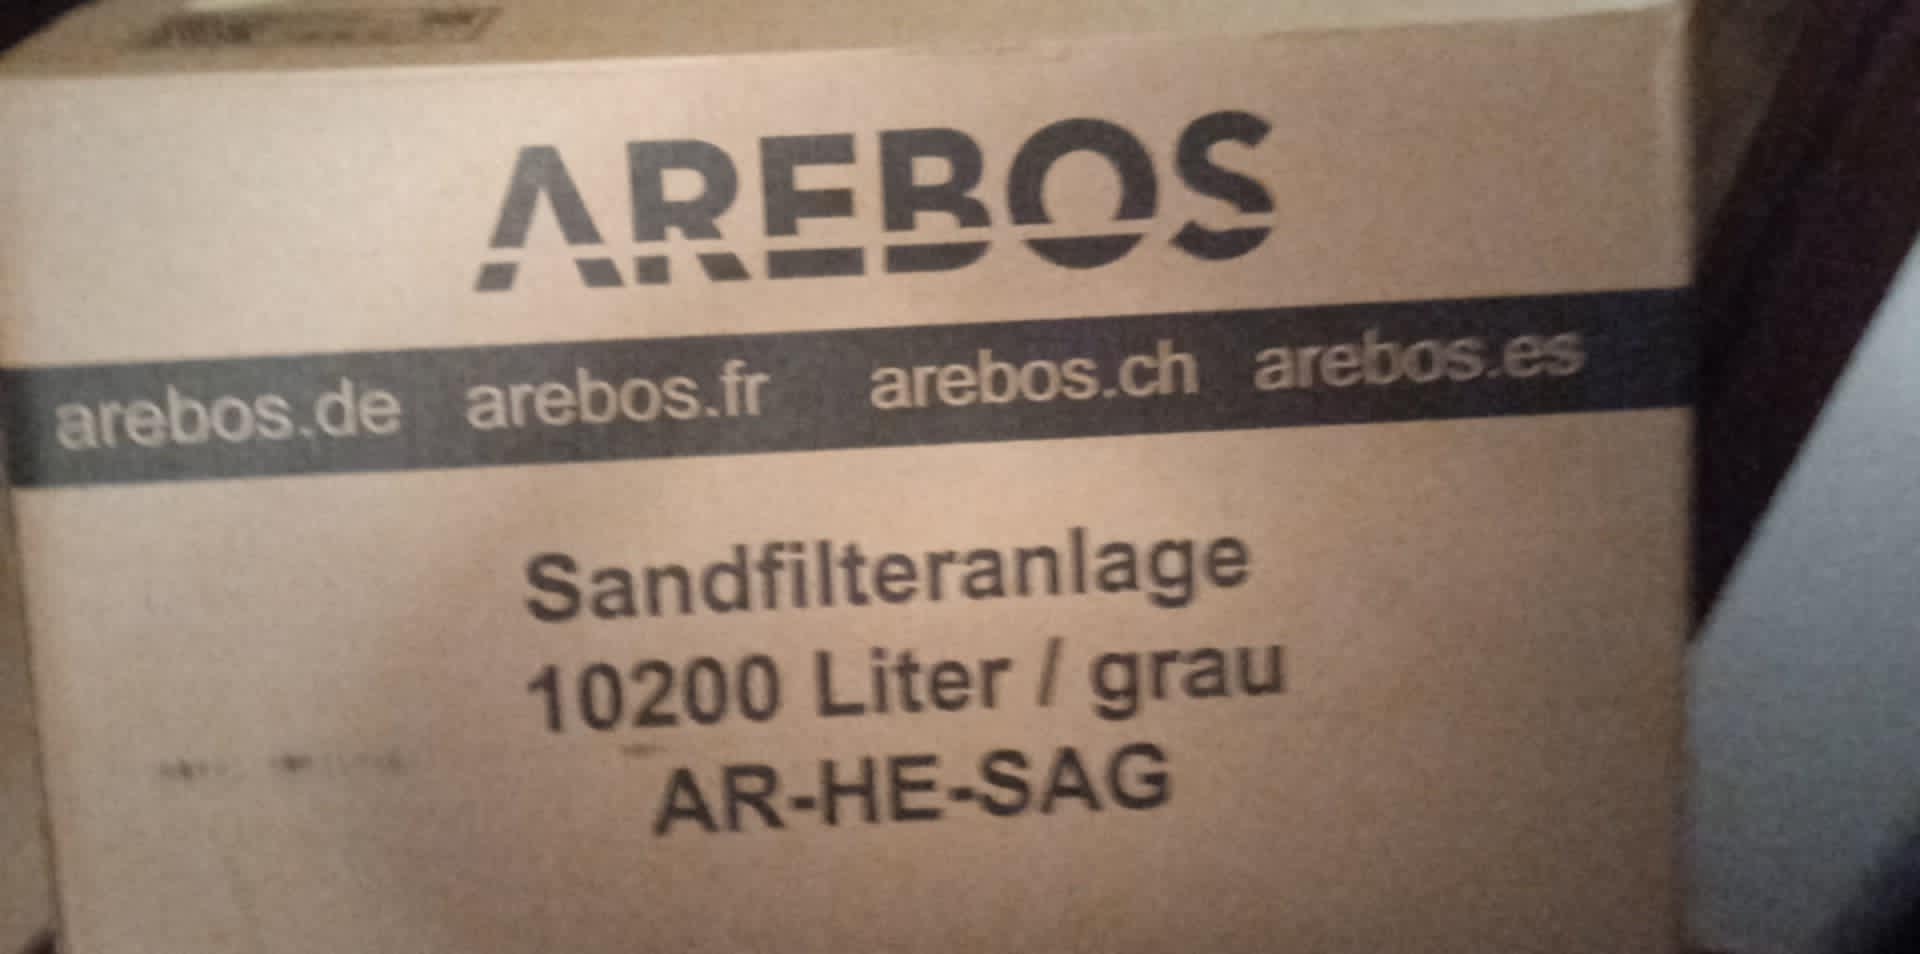 AREBOS
arebos.de arebos.fr arebos.ch arebos.es
Sandfilteranlage
10200 Liter / grau
AR-HE-SAG